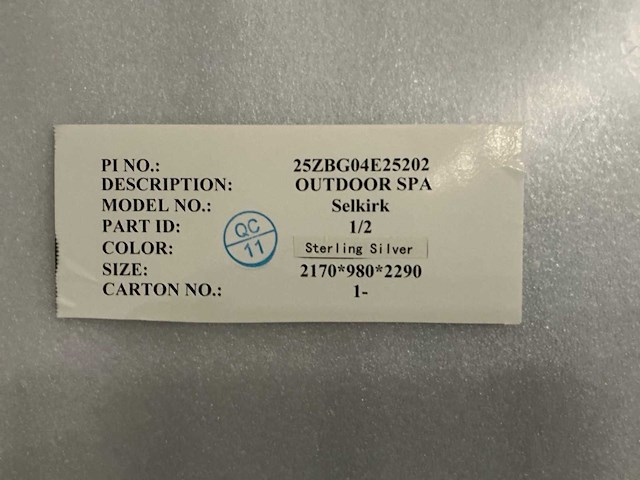 PI NO.: 25ZBG04E25202
DESCRIPTION: OUTDOOR SPA
MODEL NO.: Selkirk
PART ID: 1/2
COLOR: Sterling Silver
SIZE: 2170*980*2290
CARTON NO.: 1-
QC
11